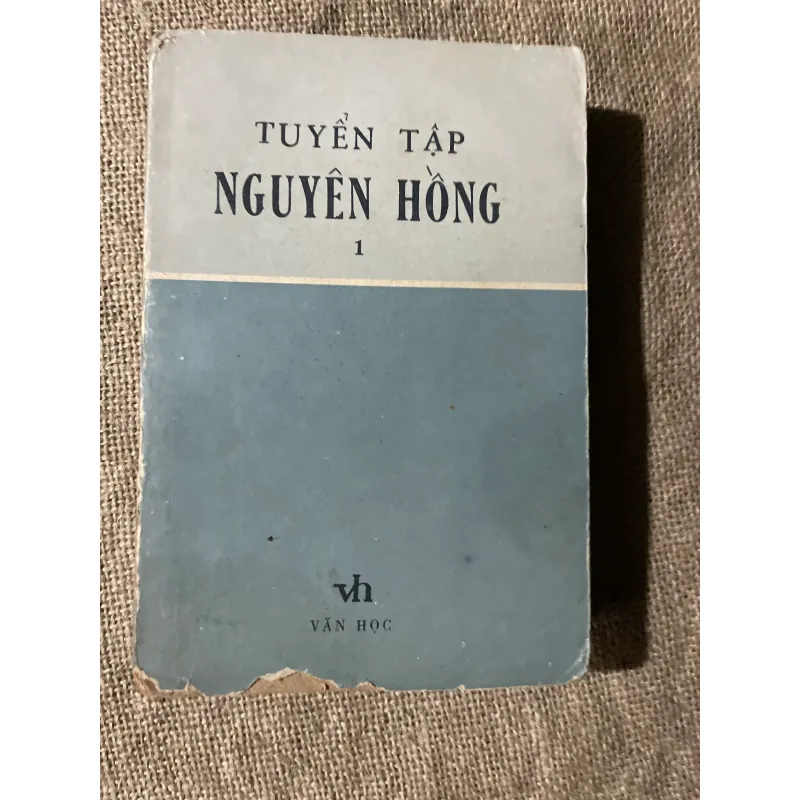 TUYỂN TẬP
NGUYÊN HỒNG
1
vh
VĂN HỌC